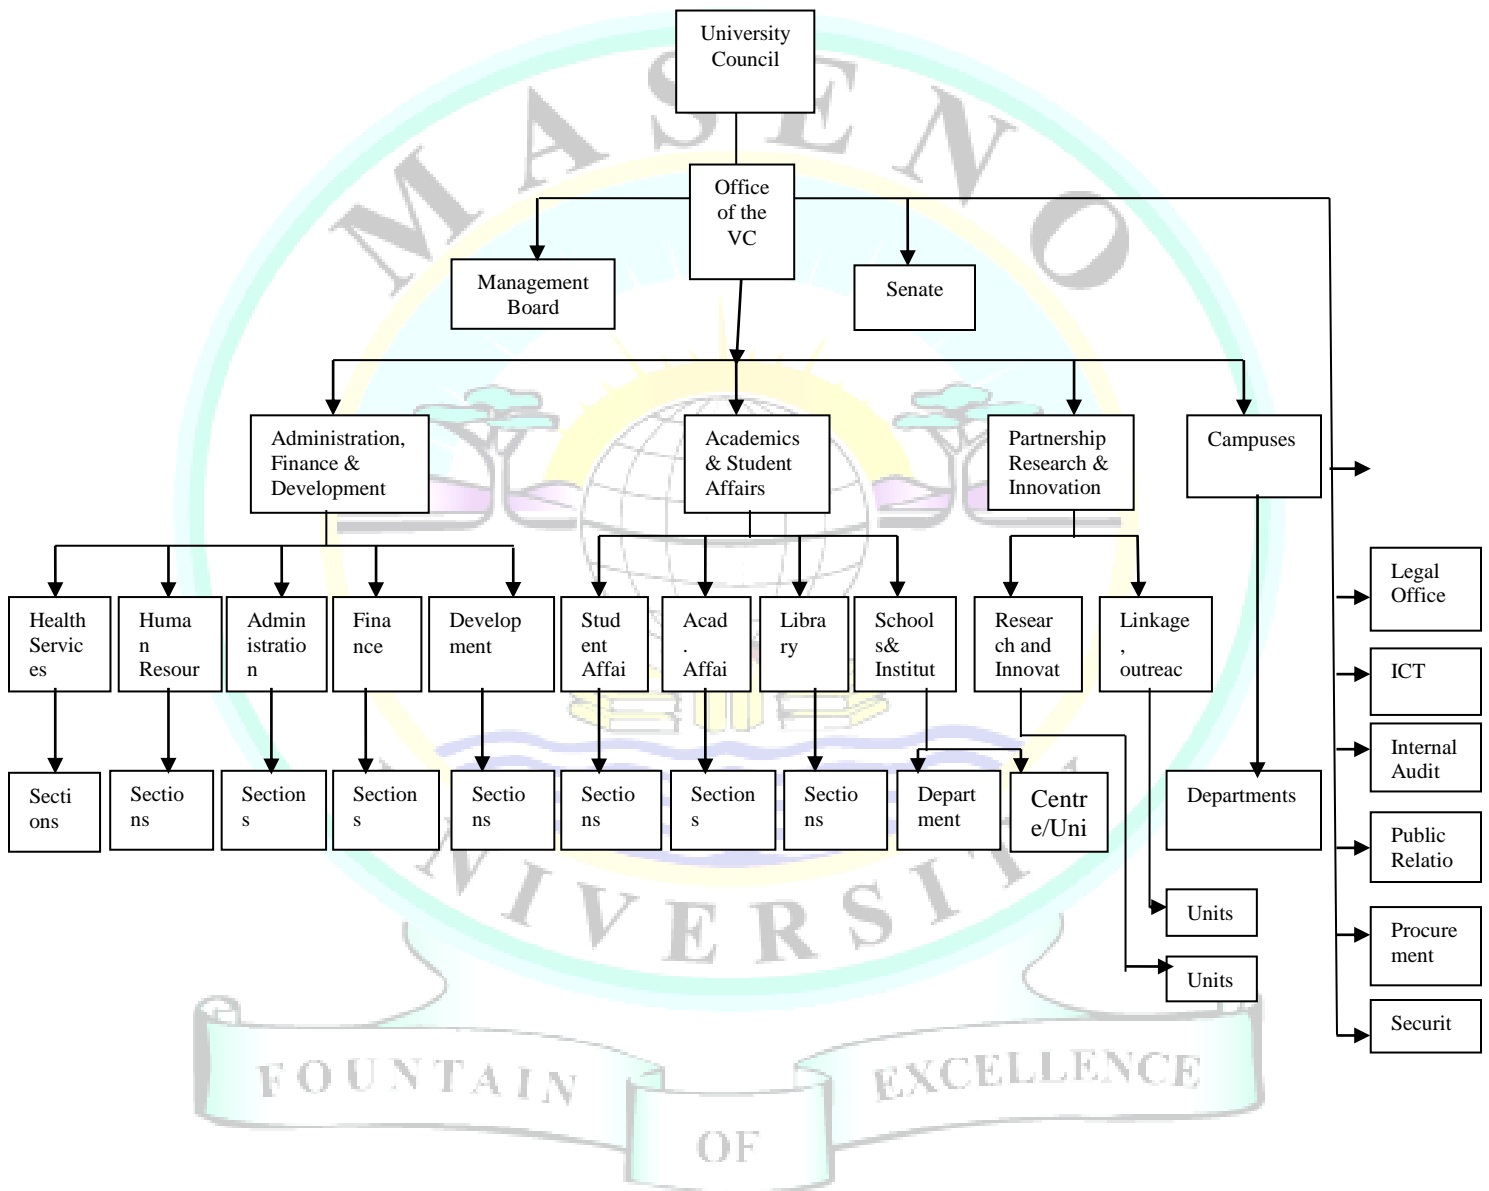 University
Council
MASENO
Office
of the
VC
Management
Board
Senate
Administration,
Finance &
Development
Academics
& Student
Affairs
Partnership
Research &
Innovation
Campuses
Health
Servic
es
Huma
n
Resour
Admin
istratio
n
Fina
nce
Develop
ment
Stud
ent
Affai
Acad
.
Affai
Libra
ry
School
s&
Institut
Resear
ch and
Innovat
Linkage
,
outreac
Legal
Office
ICT
Internal
Audit
Public
Relatio
Procure
ment
Securit
Secti
ons
Sectio
ns
Section
s
Section
s
Sectio
ns
Sectio
ns
Section
s
Sectio
ns
Depart
ment
Centr
e/Uni
Departments
Units
Units
FOUNTAIN
OF
EXCELLENCE